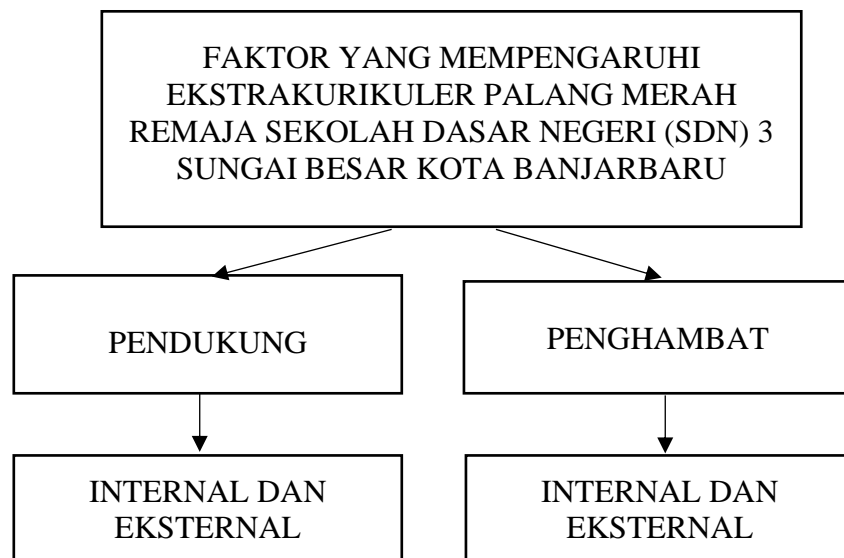 FAKTOR YANG MEMPENGARUHI
EKSTRAKURIKULER PALANG MERAH
REMAJA SEKOLAH DASAR NEGERI (SDN) 3
SUNGAI BESAR KOTA BANJARBARU
PENDUKUNG
PENGHAMBAT
INTERNAL DAN
EKSTERNAL
INTERNAL DAN
EKSTERNAL